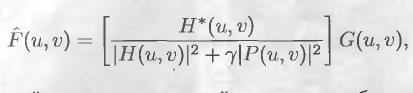 F̂(u, v) = [ H*(u, v) / |H(u, v)|² + γ|P(u, v)|² ] G(u, v),